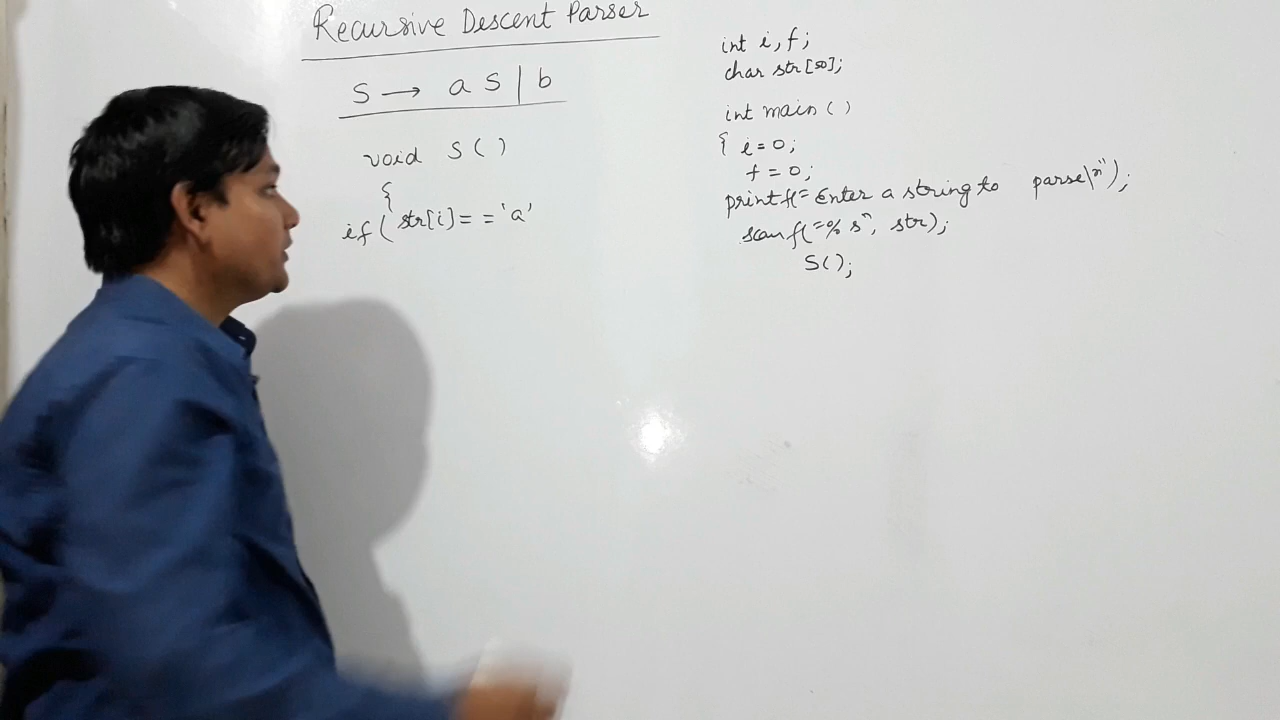 Recursive Descent Parser
S → a S | b
void S ( )
{
if ( str[i] = = 'a'
int i, f;
char str[50];
int main ( )
{ i = 0;
f = 0;
printf("Enter a string to parse\n");
scanf("% s", str);
S( );